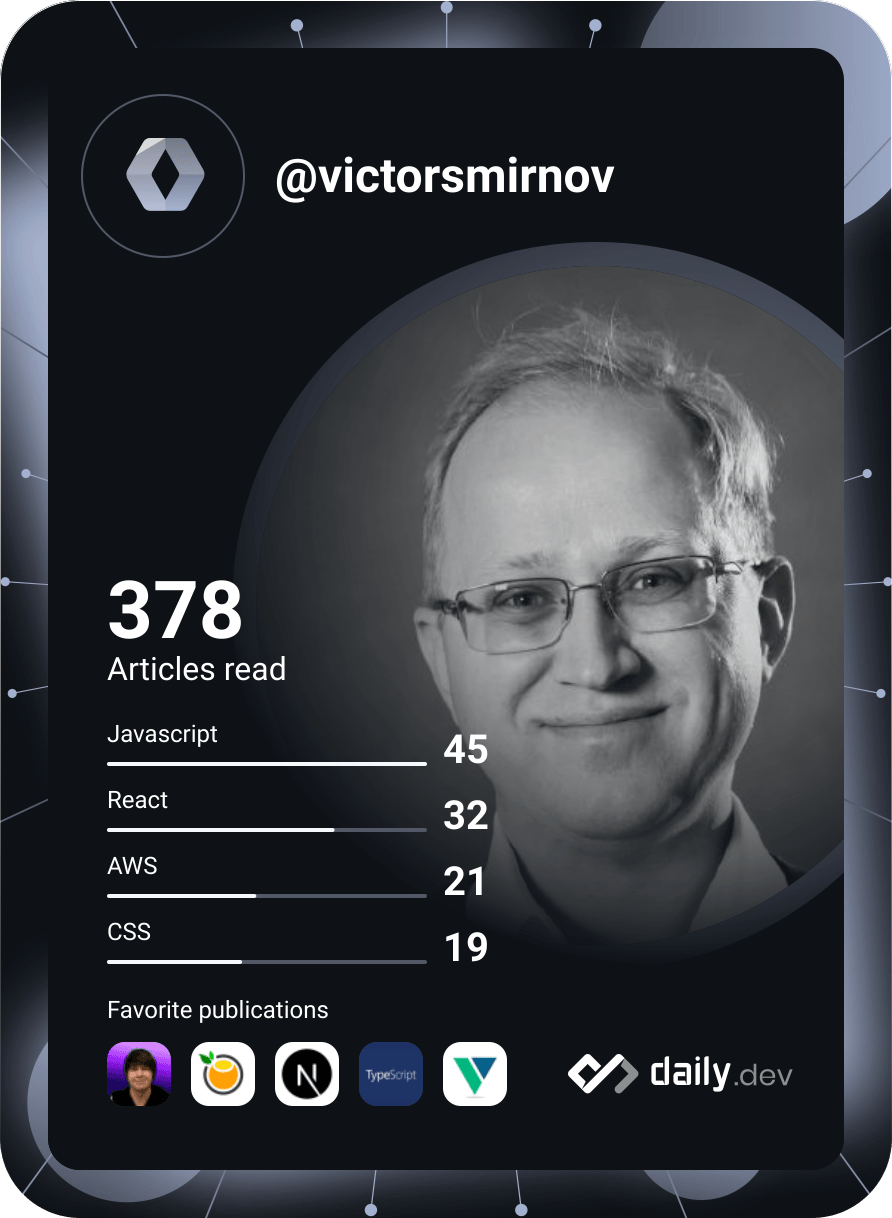 @victorsmirnov
378
Articles read
Javascript
45
React
32
AWS
21
CSS
19
Favorite publications
N
TypeScript
daily.dev